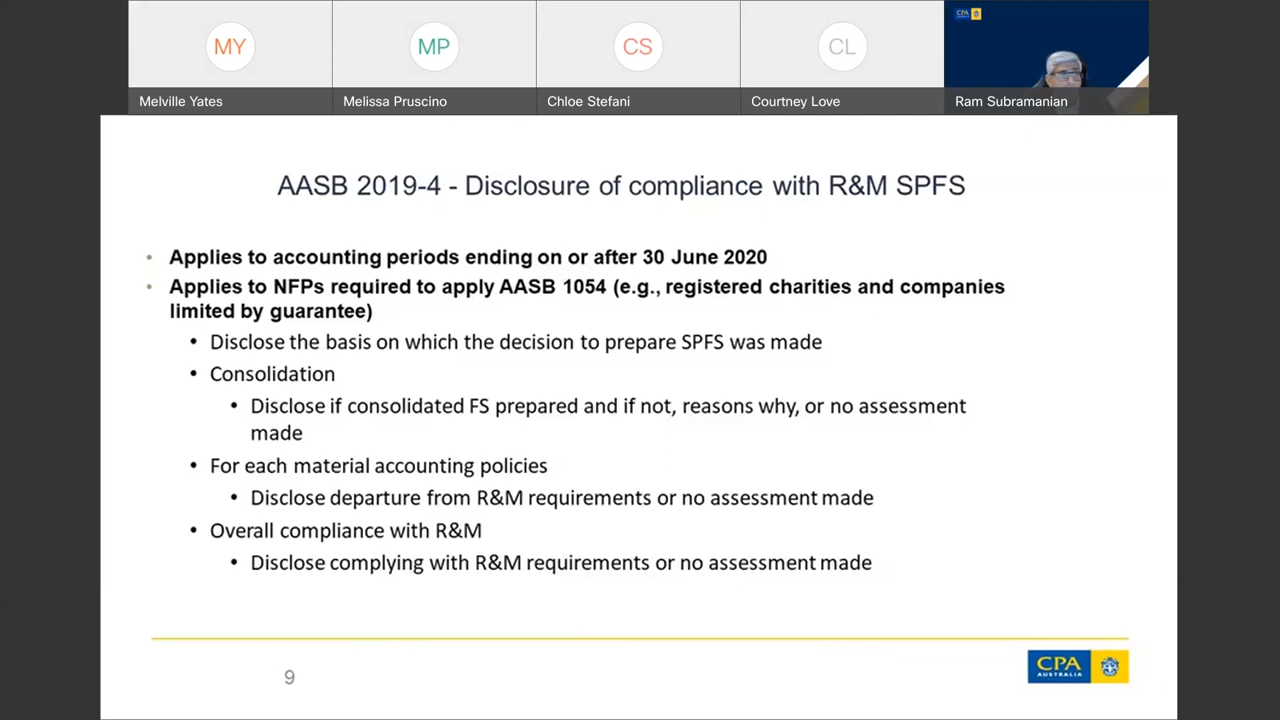 MY
MP
CS
CL
CPA
Melville Yates
Melissa Pruscino
Chloe Stefani
Courtney Love
Ram Subramanian
AASB 2019-4 - Disclosure of compliance with R&M SPFS
• Applies to accounting periods ending on or after 30 June 2020
• Applies to NFPs required to apply AASB 1054 (e.g., registered charities and companies
limited by guarantee)
• Disclose the basis on which the decision to prepare SPFS was made
• Consolidation
• Disclose if consolidated FS prepared and if not, reasons why, or no assessment
made
• For each material accounting policies
• Disclose departure from R&M requirements or no assessment made
• Overall compliance with R&M
• Disclose complying with R&M requirements or no assessment made
9
CPA
AUSTRALIA